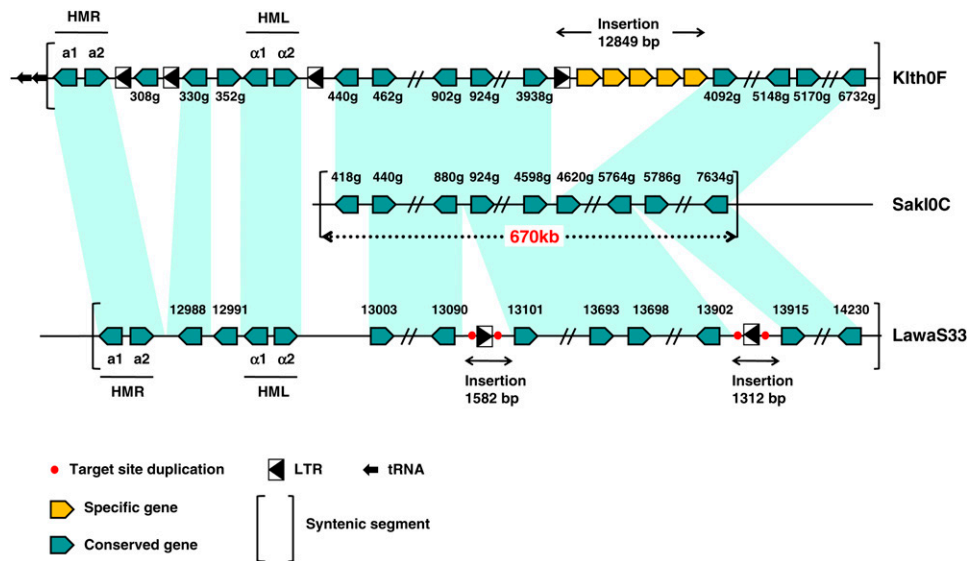 HMR HML Insertion
12849 bp
a1 a2 α1 α2
Klth0F
308g 330g 352g 440g 462g 902g 924g 3938g 4092g 5148g 5170g 6732g
418g 440g 880g 924g 4598g 4620g 5764g 5786g 7634g
Sakl0C
670kb
12988 12991 13003 13090 13101 13693 13698 13902 13915 14230
LawaS33
a1 a2 α1 α2
HMR HML
Insertion Insertion
1582 bp 1312 bp
Target site duplication LTR tRNA
Specific gene
Syntenic segment
Conserved gene